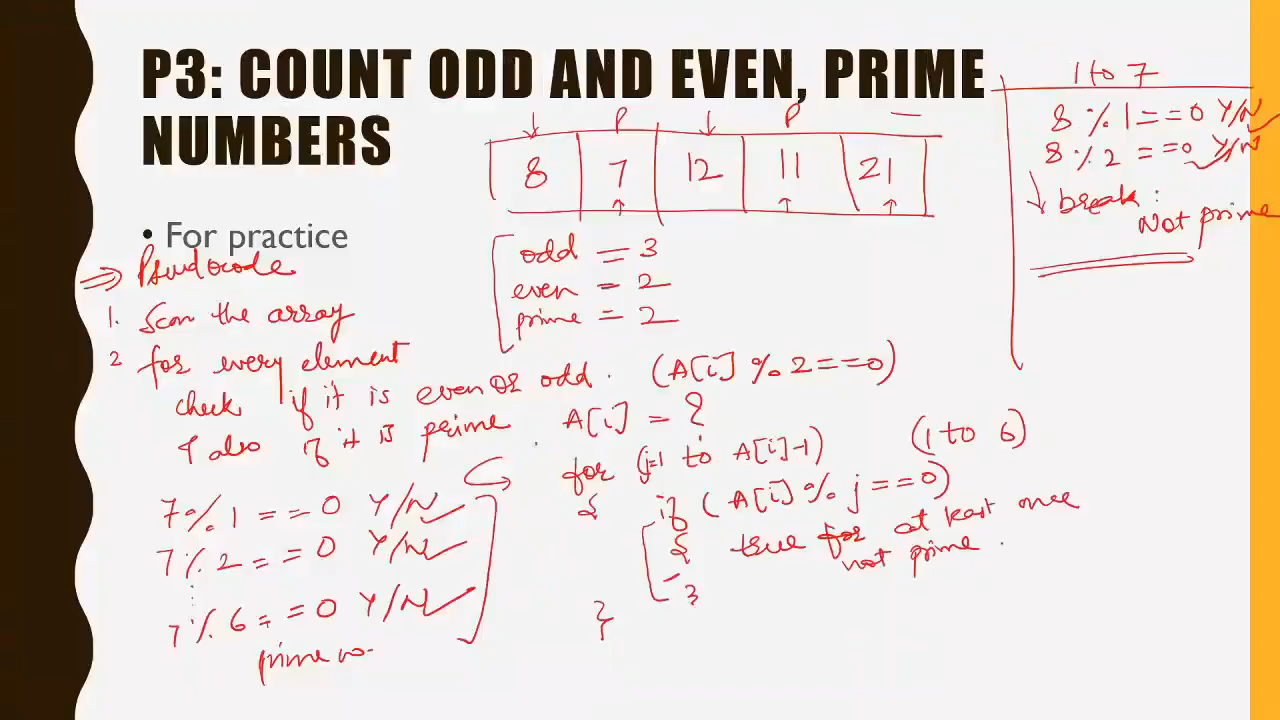 P3: COUNT ODD AND EVEN, PRIME
NUMBERS
• For practice
P P —
8 7 12 11 21
odd = 3
even = 2
prime = 2
1 to 7
8 % 1 == 0 Y/N
8 % 2 == 0 Y/N
break :
Not prime
⇒ Psudocode
1. Scan the array
2 for every element
check if it is even or odd. (A[i] % 2 == 0)
& also if it is prime.
7 % 1 == 0 Y/N
7 % 2 == 0 Y/N
7 % 6 == 0 Y/N
prime no.
A[i] = ?
for (j=1 to A[i]-1) (1 to 6)
{ if (A[i] % j == 0)
{ true for at least once
not prime.
}
}